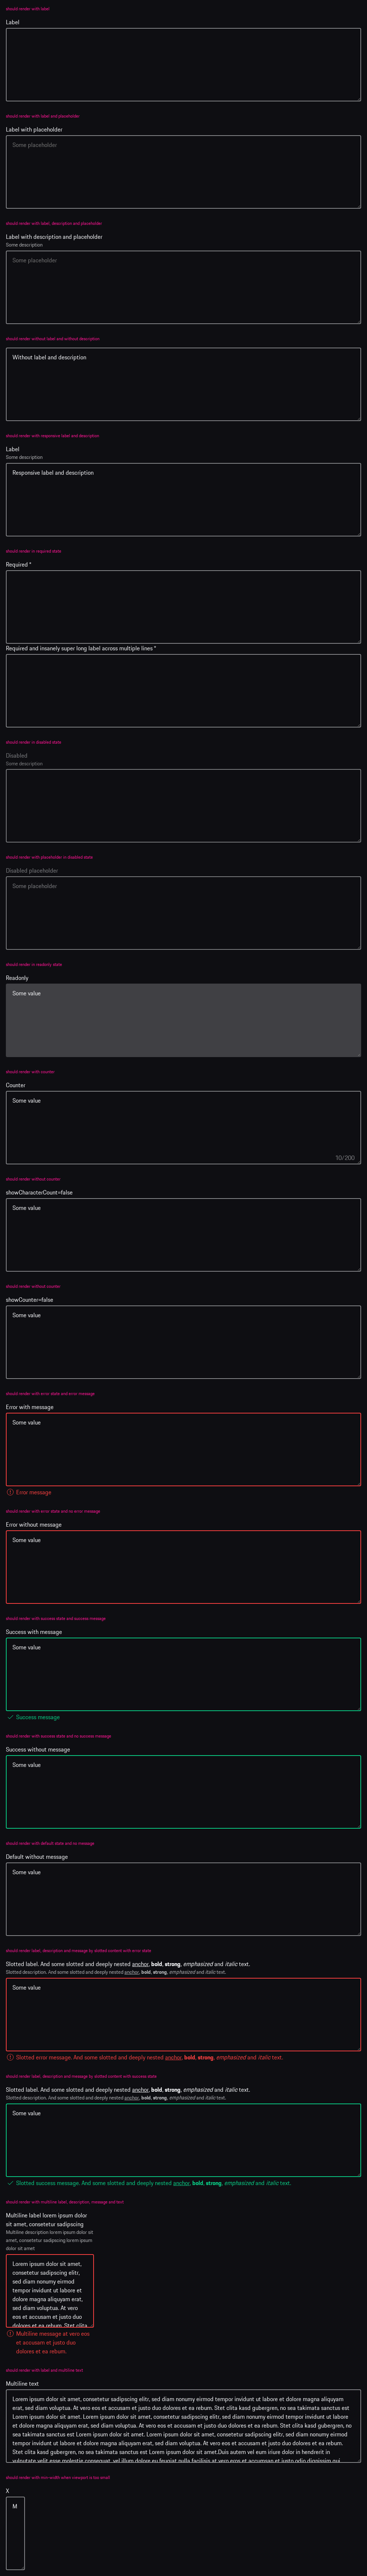 should render with label
Label
should render with label and placeholder
Label with placeholder
Some placeholder
should render with label, description and placeholder
Label with description and placeholder
Some description
Some placeholder
should render without label and without description
Without label and description
should render with responsive label and description
Label
Some description
Responsive label and description
should render in required state
Required *
Required and insanely super long label across multiple lines *
should render in disabled state
Disabled
Some description
should render with placeholder in disabled state
Disabled placeholder
Some placeholder
should render in readonly state
Readonly
Some value
should render with counter
Counter
Some value
10/200
should render without counter
showCharacterCount=false
Some value
should render without counter
showCounter=false
Some value
should render with error state and error message
Error with message
Some value
Error message
should render with error state and no error message
Error without message
Some value
should render with success state and success message
Success with message
Some value
Success message
should render with success state and no success message
Success without message
Some value
should render with default state and no message
Default without message
Some value
should render label, description and message by slotted content with error state
Slotted label. And some slotted and deeply nested anchor, bold, strong, emphasized and italic text.
Slotted description. And some slotted and deeply nested anchor, bold, strong, emphasized and italic text.
Some value
Slotted error message. And some slotted and deeply nested anchor, bold, strong, emphasized and italic text.
should render label, description and message by slotted content with success state
Slotted label. And some slotted and deeply nested anchor, bold, strong, emphasized and italic text.
Slotted description. And some slotted and deeply nested anchor, bold, strong, emphasized and italic text.
Some value
Slotted success message. And some slotted and deeply nested anchor, bold, strong, emphasized and italic text.
should render with multiline label, description, message and text
Multiline label lorem ipsum dolor
sit amet, consetetur sadipscing
Multiline description lorem ipsum dolor sit
amet, consetetur sadipscing lorem ipsum
dolor sit amet
Lorem ipsum dolor sit amet,
consetetur sadipscing elitr,
sed diam nonumy eirmod
tempor invidunt ut labore et
dolore magna aliquyam erat,
sed diam voluptua. At vero
eos et accusam et justo duo
dolores et ea rebum. Stet clita
Multiline message at vero eos
et accusam et justo duo
dolores et ea rebum.
should render with label and multiline text
Multiline text
Lorem ipsum dolor sit amet, consetetur sadipscing elitr, sed diam nonumy eirmod tempor invidunt ut labore et dolore magna aliquyam erat, sed diam
voluptua. At vero eos et accusam et justo duo dolores et ea rebum. Stet clita kasd gubergren, no sea takimata sanctus est
Lorem ipsum dolor sit amet. Lorem ipsum dolor sit amet, consetetur sadipscing elitr, sed diam nonumy eirmod tempor invidunt ut labore
et dolore magna aliquyam erat, sed diam voluptua. At vero eos et accusam et justo duo dolores et ea rebum. Stet clita kasd gubergren, no sea
takimata sanctus est Lorem ipsum dolor sit amet. Lorem ipsum dolor sit amet, consetetur sadipscing elitr, sed diam nonumy eirmod
tempor invidunt ut labore et dolore magna aliquyam erat, sed diam voluptua. At vero eos et accusam et justo duo dolores et ea rebum.
Stet clita kasd gubergren, no sea takimata sanctus est Lorem ipsum dolor sit amet.Duis autem vel eum iriure dolor in hendrerit in
vulputate velit esse molestie consequat, vel illum dolore eu feugiat nulla facilisis at vero eros et accumsan et iusto odio dignissim qui
should render with min-width when viewport is too small
X
M